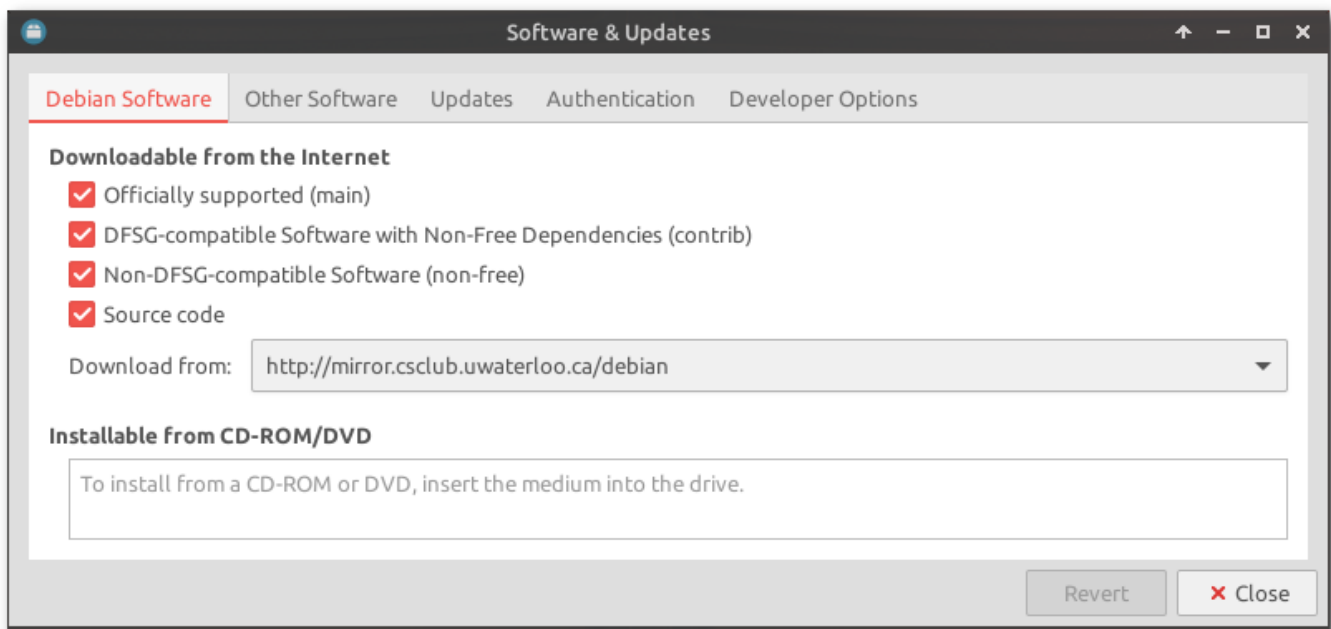 Software & Updates
Debian Software Other Software Updates Authentication Developer Options
Downloadable from the Internet
Officially supported (main)
DFSG-compatible Software with Non-Free Dependencies (contrib)
Non-DFSG-compatible Software (non-free)
Source code
Download from: http://mirror.csclub.uwaterloo.ca/debian
Installable from CD-ROM/DVD
To install from a CD-ROM or DVD, insert the medium into the drive.
Revert Close